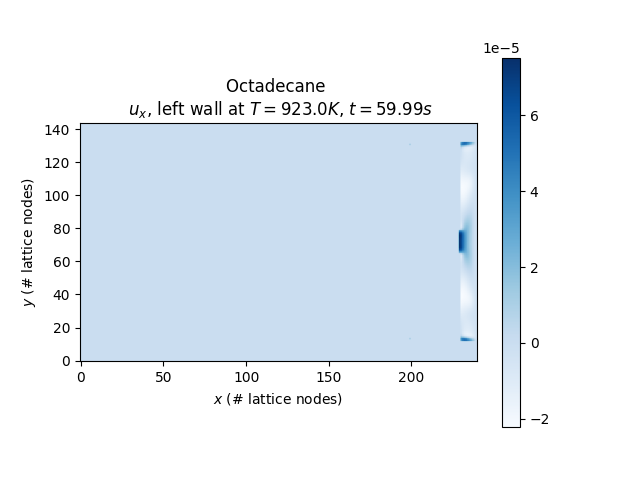 1e−5
Octadecane
u_x, left wall at T = 923.0K, t = 59.99s
140
120
100
80
60
40
20
0
y (# lattice nodes)
0 50 100 150 200
x (# lattice nodes)
6
4
2
0
−2